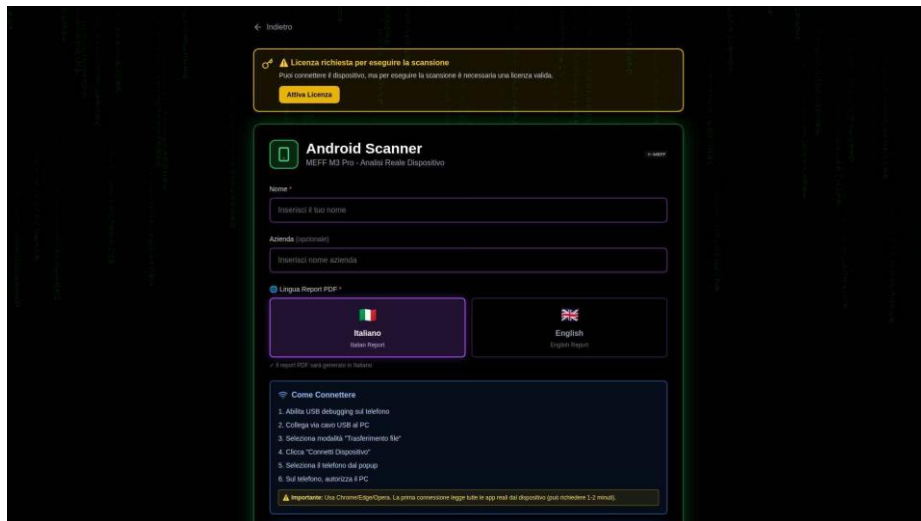 ← Indietro
⚠ Licenza richiesta per eseguire la scansione
Puoi connettere il dispositivo, ma per eseguire la scansione è necessaria una licenza valida.
Attiva Licenza
Android Scanner
MEFF M3 Pro - Analisi Reale Dispositivo
MEFF
Nome *
Inserisci il tuo nome
Azienda (opzionale)
Inserisci nome azienda
Lingua Report PDF *
Italiano
Italian Report
English
English Report
✓ Il report PDF sarà generato in Italiano
Come Connettere
1. Abilita USB debugging sul telefono
2. Collega via cavo USB al PC
3. Seleziona modalità "Trasferimento file"
4. Clicca "Connetti Dispositivo"
5. Seleziona il telefono dal popup
6. Sul telefono, autorizza il PC
⚠ Importante: Usa Chrome/Edge/Opera. La prima connessione legge tutte le app reali dal dispositivo (può richiedere 1-2 minuti).